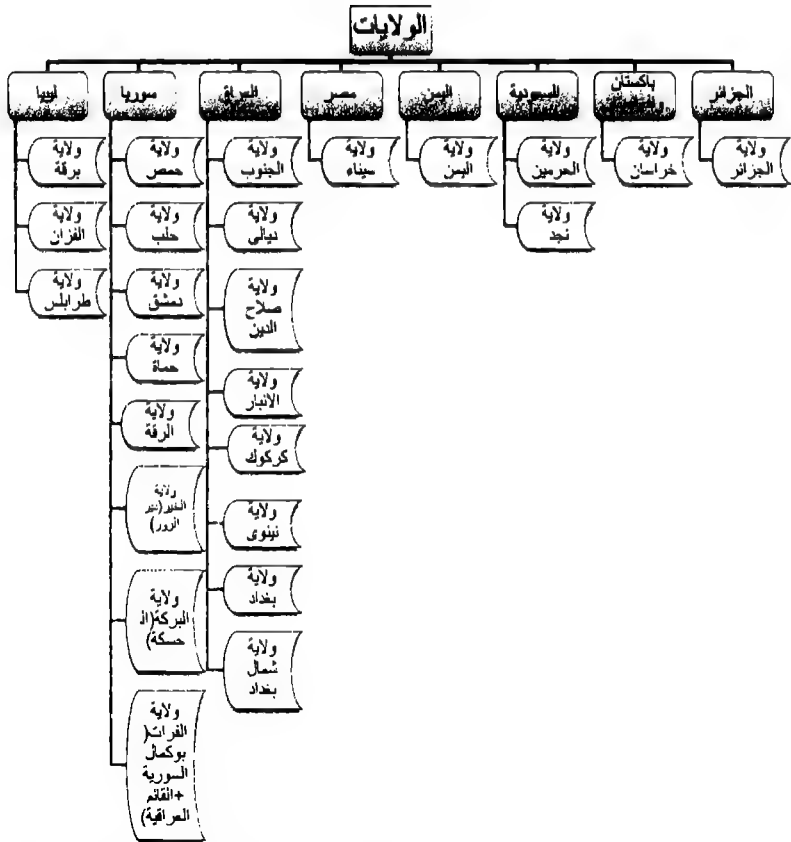 الولايات
الجزائر
ولاية
الجزائر
باكستان
ولاية
خراسان
السعودية
ولاية
الحرمين
ولاية
نجد
اليمن
ولاية
اليمن
مصر
ولاية
سيناء
العراق
ولاية
الجنوب
ولاية
ديالى
ولاية
صلاح
الدين
ولاية
الانبار
ولاية
كركوك
ولاية
نينوى
ولاية
بغداد
ولاية
شمال
بغداد
سوريا
ولاية
حمص
ولاية
حلب
ولاية
دمشق
ولاية
حماة
ولاية
الرقة
ولاية
الخير(دير
الزور)
ولاية
البركة(ال
حسكة)
ولاية
الفرات(
بوكمال
السورية
+القائم
العراقية)
ليبيا
ولاية
برقة
ولاية
الفزان
ولاية
طرابلس